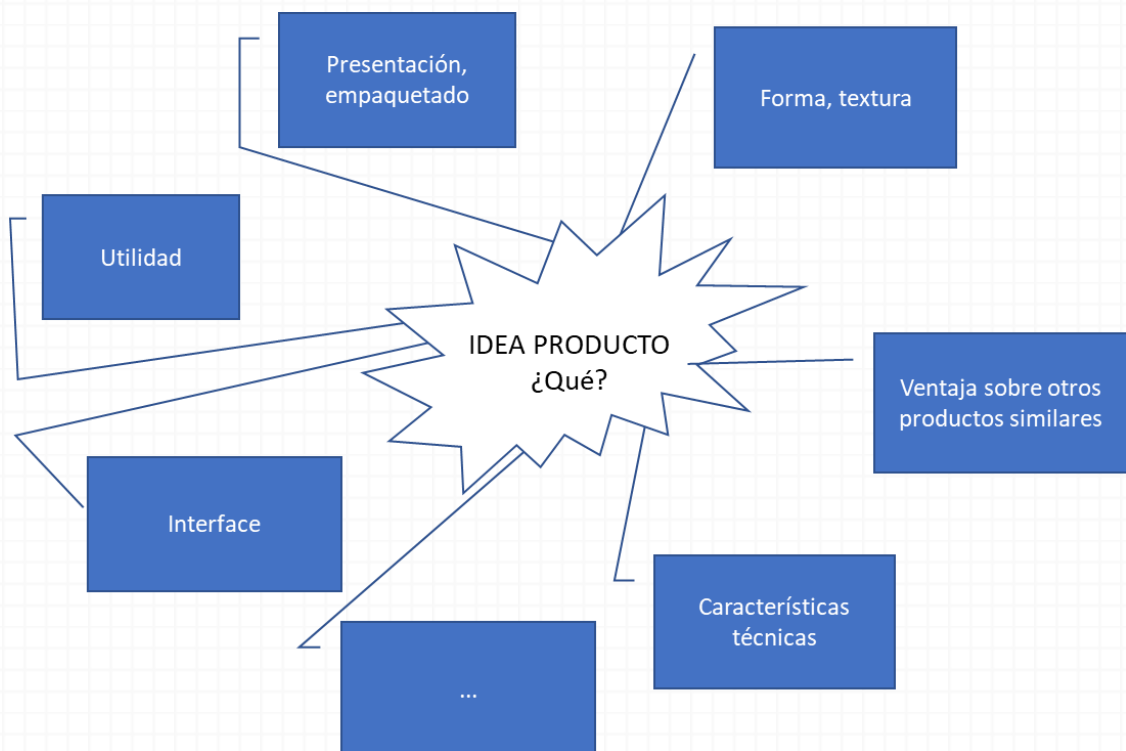 Presentación,
empaquetado
Forma, textura
Utilidad
IDEA PRODUCTO
¿Qué?
Ventaja sobre otros
productos similares
Interface
Características
técnicas
...